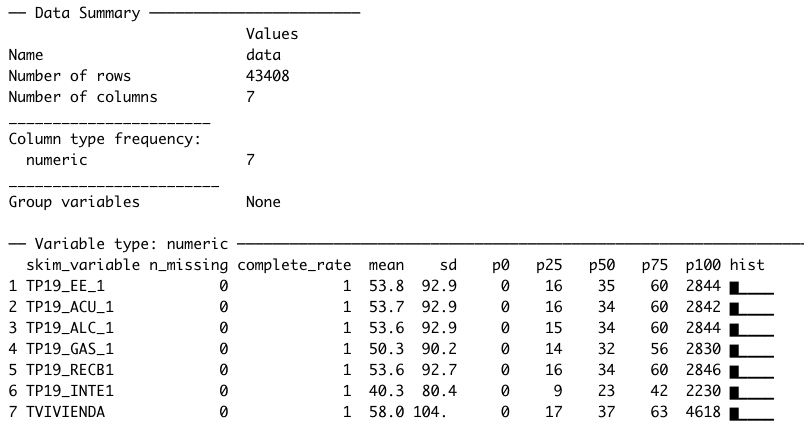 ── Data Summary ────────────────────────
                           Values
Name                       data
Number of rows             43408
Number of columns          7
_______________________
Column type frequency:
  numeric                  7
________________________
Group variables            None

── Variable type: numeric ────────────────────────────────────────────────────────────────
  skim_variable n_missing complete_rate  mean    sd    p0   p25   p50   p75  p100 hist
1 TP19_EE_1             0             1  53.8  92.9     0    16    35    60  2844 ▇▁▁▁▁
2 TP19_ACU_1            0             1  53.7  92.9     0    16    34    60  2842 ▇▁▁▁▁
3 TP19_ALC_1            0             1  53.6  92.9     0    15    34    60  2844 ▇▁▁▁▁
4 TP19_GAS_1            0             1  50.3  90.2     0    14    32    56  2830 ▇▁▁▁▁
5 TP19_RECB1            0             1  53.6  92.7     0    16    34    60  2846 ▇▁▁▁▁
6 TP19_INTE1            0             1  40.3  80.4     0     9    23    42  2230 ▇▁▁▁▁
7 TVIVIENDA             0             1  58.0 104.      0    17    37    63  4618 ▇▁▁▁▁